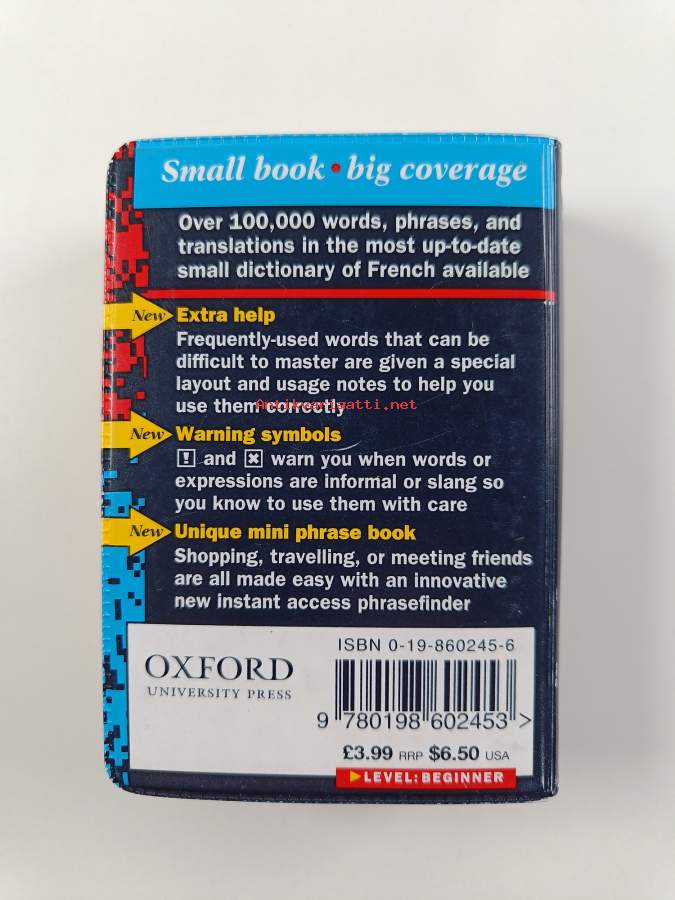 Small book • big coverage
Over 100,000 words, phrases, and
translations in the most up-to-date
small dictionary of French available
New Extra help
Frequently-used words that can be
difficult to master are given a special
layout and usage notes to help you
use them correctly
Antikvarigatti.net
New Warning symbols
! and ✖ warn you when words or
expressions are informal or slang so
you know to use them with care
New Unique mini phrase book
Shopping, travelling, or meeting friends
are all made easy with an innovative
new instant access phrasefinder
OXFORD
UNIVERSITY PRESS
ISBN 0-19-860245-6
9 780198 602453 >
£3.99 RRP $6.50 USA
LEVEL: BEGINNER